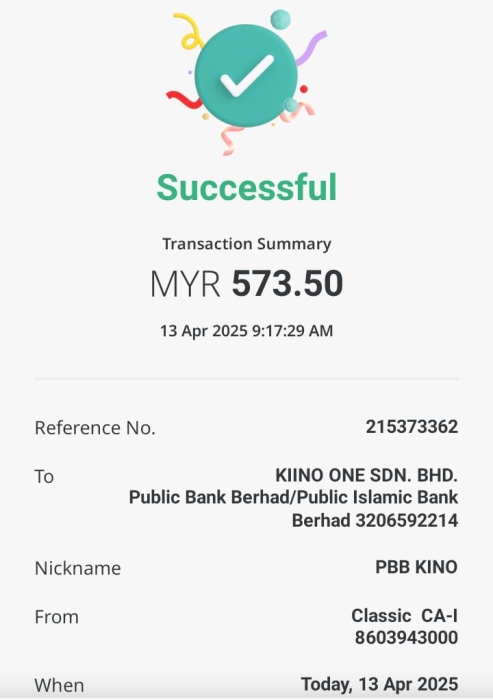 Successful
Transaction Summary
MYR 573.50
13 Apr 2025 9:17:29 AM
Reference No. 215373362
To KIINO ONE SDN. BHD.
Public Bank Berhad/Public Islamic Bank
Berhad 3206592214
Nickname PBB KINO
From Classic CA-I
8603943000
When Today, 13 Apr 2025